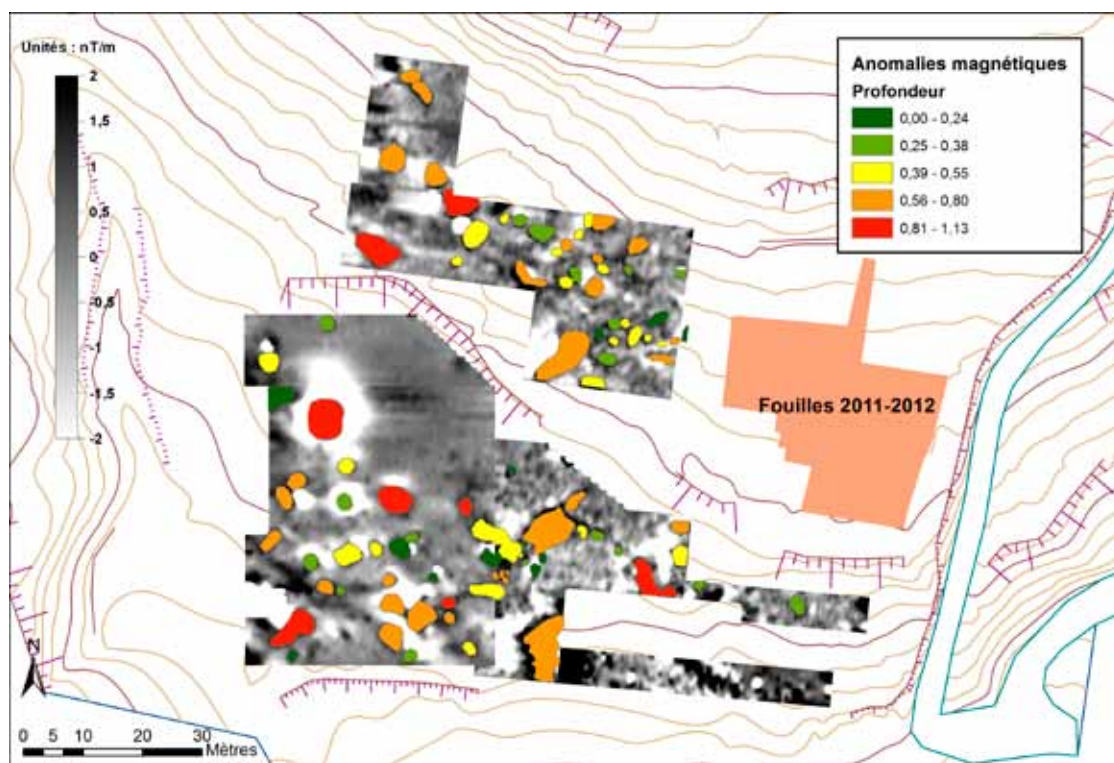 Unités : nT/m
2
1,5
1
0,5
0
-0,5
-1
-1,5
-2
Anomalies magnétiques
Profondeur
0,00 - 0,24
0,25 - 0,38
0,39 - 0,55
0,56 - 0,80
0,81 - 1,13
Fouilles 2011-2012
N
0 5 10 20 30
Mètres